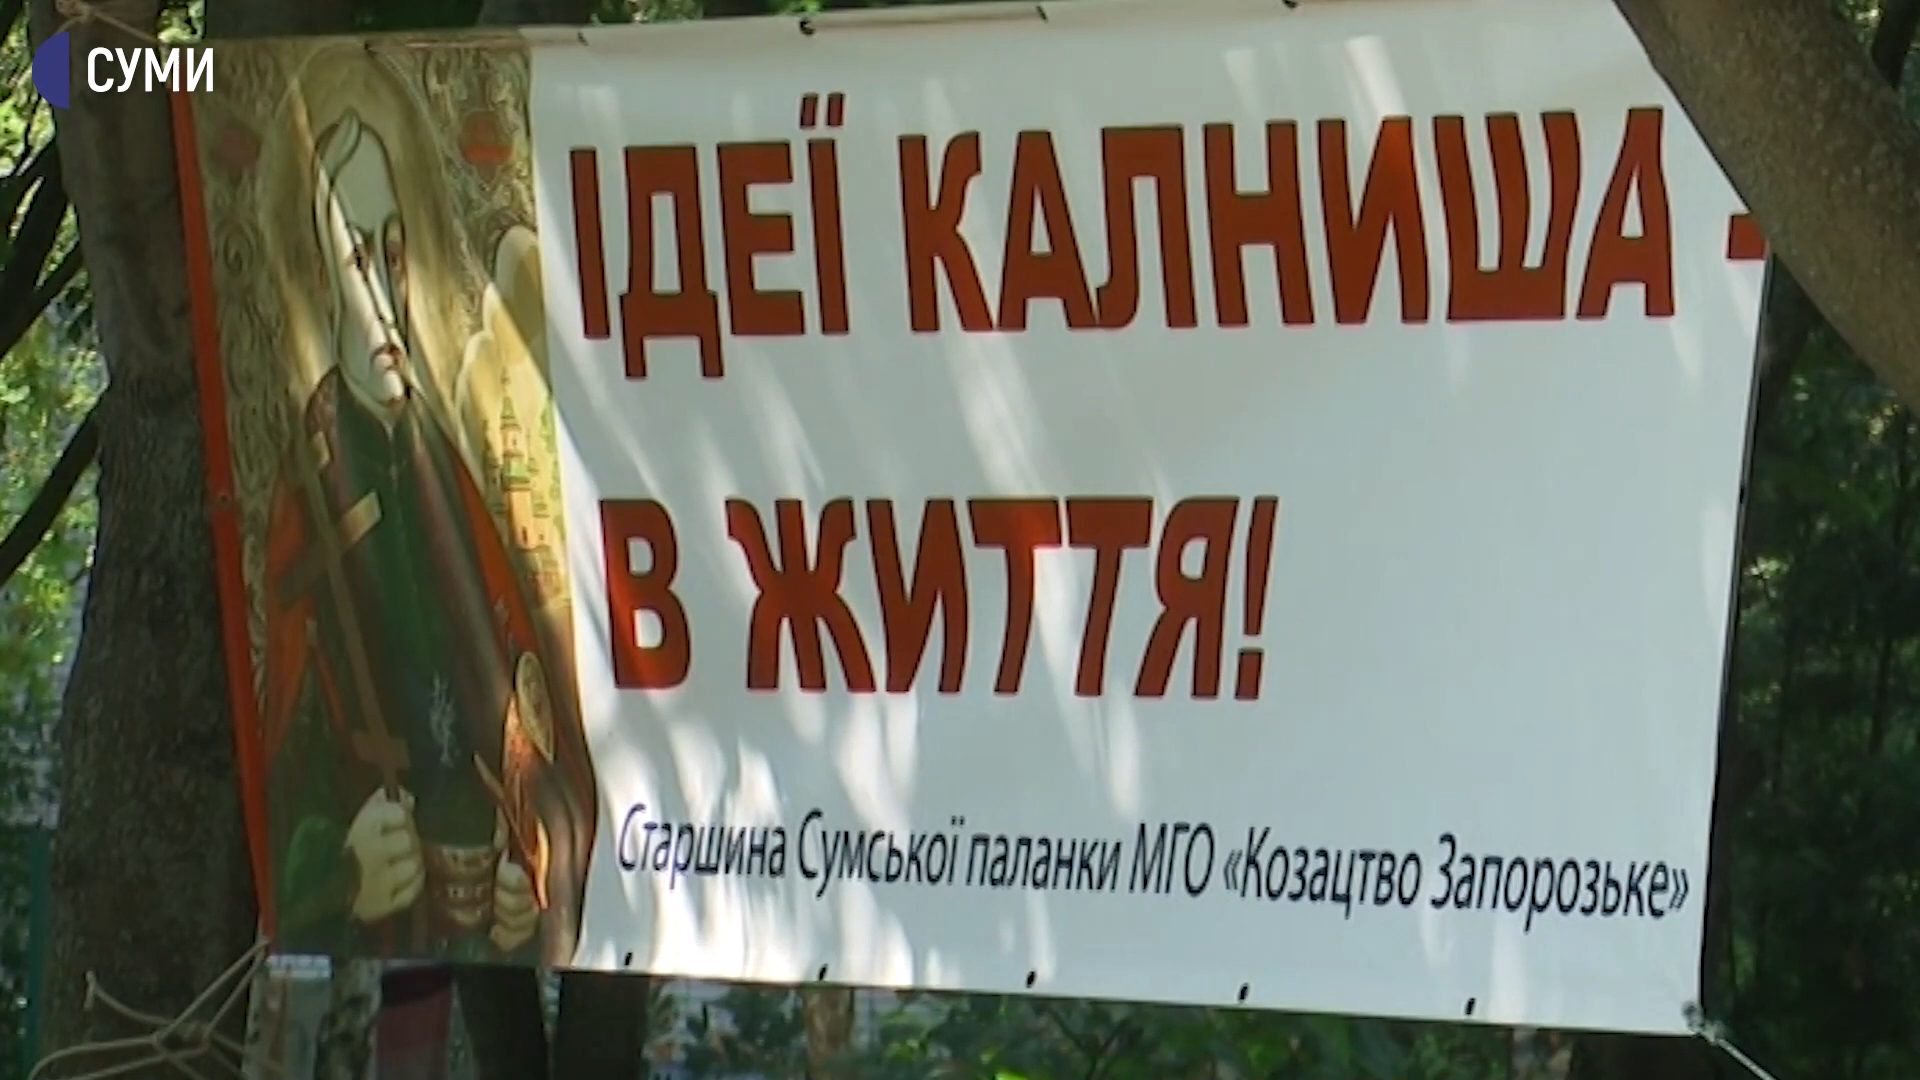 СУМИ
ІДЕЇ КАЛНИША -
В ЖИТТЯ!
Старшина Сумської паланки МГО «Козацтво Запорозьке»